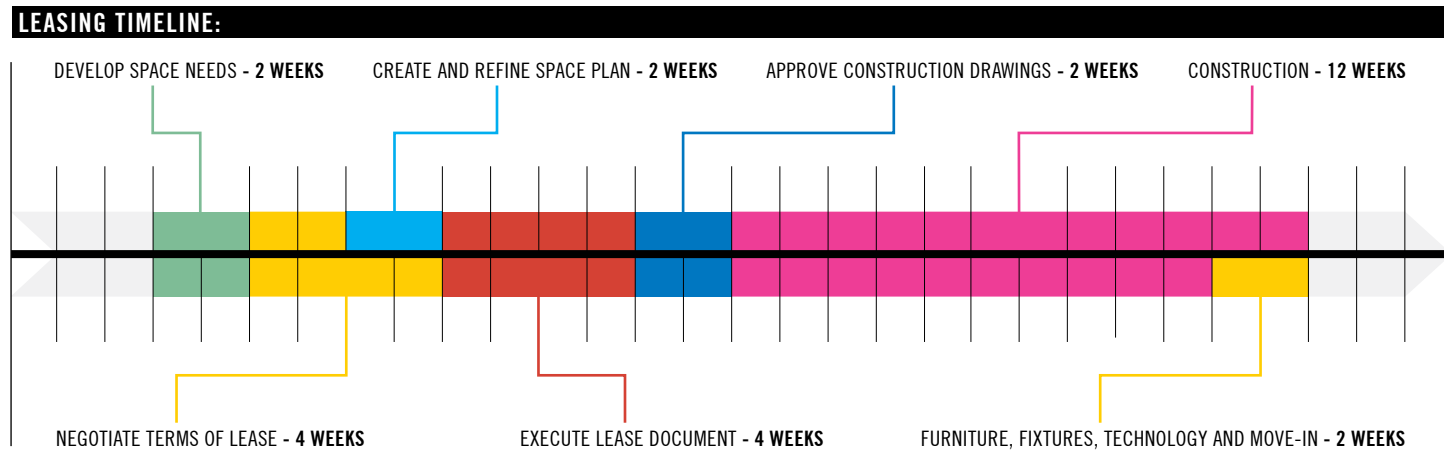 LEASING TIMELINE:
DEVELOP SPACE NEEDS - 2 WEEKS
CREATE AND REFINE SPACE PLAN - 2 WEEKS
APPROVE CONSTRUCTION DRAWINGS - 2 WEEKS
CONSTRUCTION - 12 WEEKS
NEGOTIATE TERMS OF LEASE - 4 WEEKS
EXECUTE LEASE DOCUMENT - 4 WEEKS
FURNITURE, FIXTURES, TECHNOLOGY AND MOVE-IN - 2 WEEKS